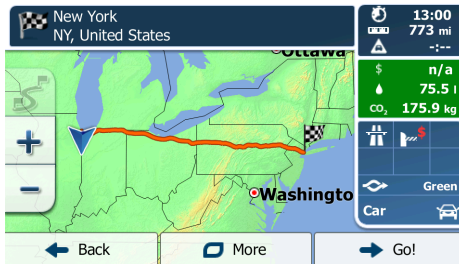 New York
NY, United States
13:00
773 mi
-:--
$ n/a
75.5 l
CO₂ 175.9 kg
$
Green
Car
Ottawa
Washingto
Back
More
Go!